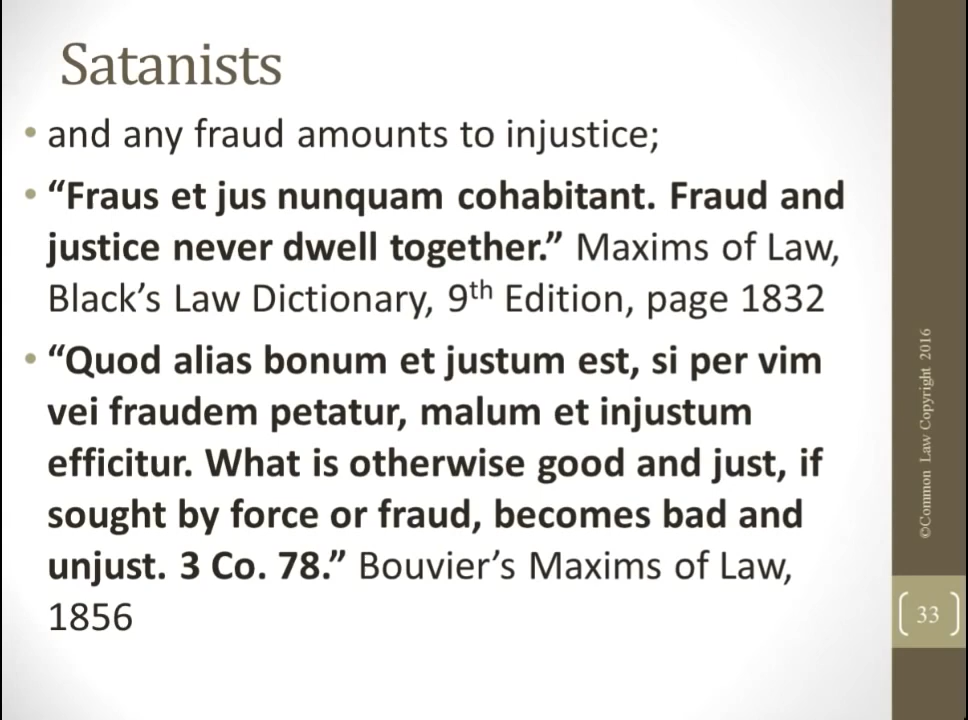 Satanists
• and any fraud amounts to injustice;
• “Fraus et jus nunquam cohabitant. Fraud and
justice never dwell together.” Maxims of Law,
Black’s Law Dictionary, 9th Edition, page 1832
• “Quod alias bonum et justum est, si per vim
vei fraudem petatur, malum et injustum
efficitur. What is otherwise good and just, if
sought by force or fraud, becomes bad and
unjust. 3 Co. 78.” Bouvier’s Maxims of Law,
1856
©Common Law Copyright 2016
33